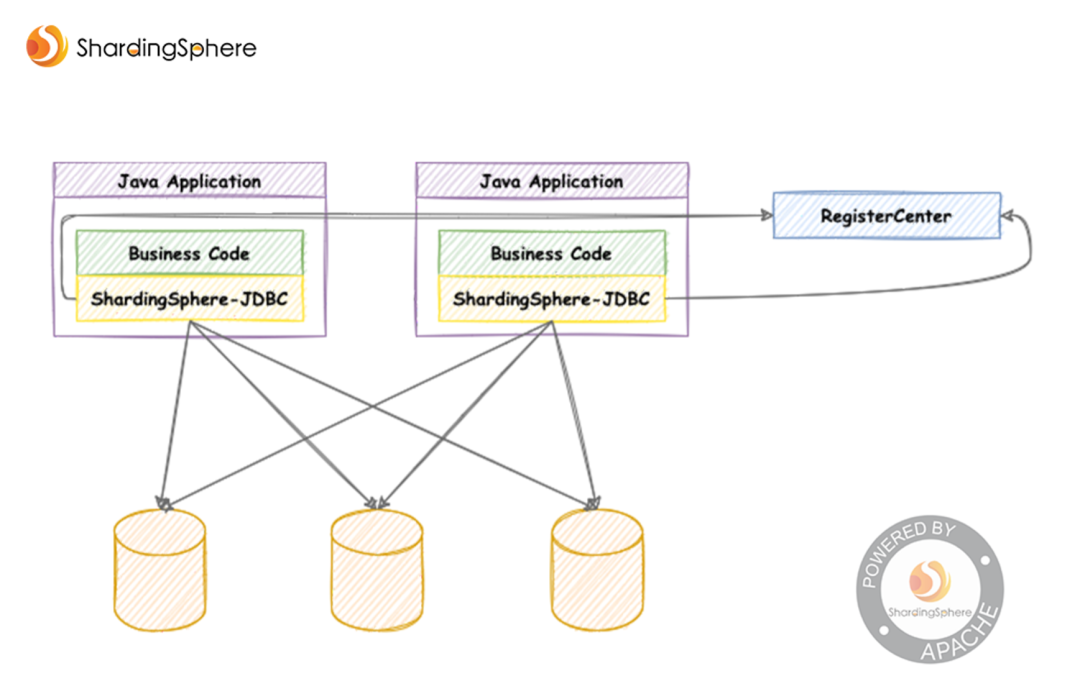 ShardingSphere
Java Application
Java Application
RegisterCenter
Business Code
Business Code
ShardingSphere-JDBC
ShardingSphere-JDBC
POWERED BY
ShardingSphere
APACHE